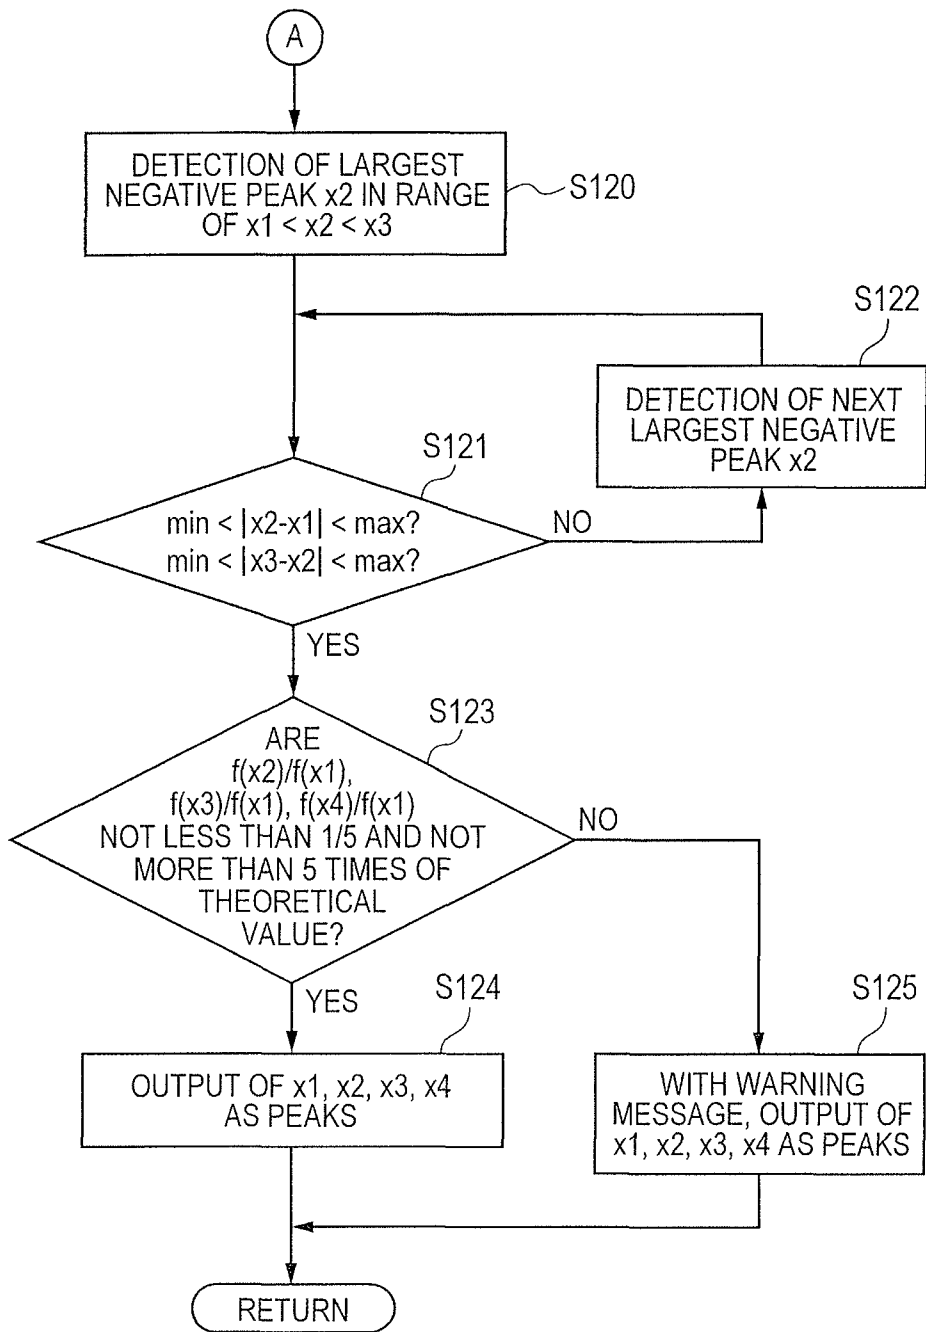 A
DETECTION OF LARGEST
NEGATIVE PEAK x2 IN RANGE
OF x1 < x2 < x3
S120
S122
DETECTION OF NEXT
LARGEST NEGATIVE
PEAK x2
S121
min < |x2-x1| < max?
min < |x3-x2| < max?
NO
YES
S123
ARE
f(x2)/f(x1),
f(x3)/f(x1), f(x4)/f(x1)
NOT LESS THAN 1/5 AND NOT
MORE THAN 5 TIMES OF
THEORETICAL
VALUE?
NO
YES
S124
OUTPUT OF x1, x2, x3, x4
AS PEAKS
S125
WITH WARNING
MESSAGE, OUTPUT OF
x1, x2, x3, x4 AS PEAKS
RETURN